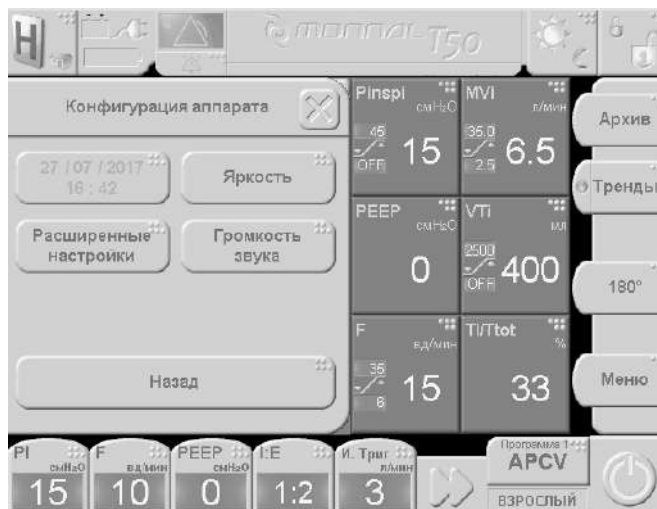 H
monnal T50
Конфигурация аппарата
27 / 07 / 2017
16 : 42
Яркость
Расширенные
настройки
Громкость
звука
Назад
Pinspi
смH₂O
45
OFF
15
MVI
л/мин
35.0
2.5
6.5
PEEP
смH₂O
0
VTi
мл
2500
OFF
400
F
вд/мин
35
6
15
TI/Ttot
%
33
Архив
Тренды
180°
Меню
PI
смH₂O
15
F
вд/мин
10
PEEP
смH₂O
0
I:E
1:2
И. Триг
л/мин
3
Программа 1
APCV
ВЗРОСЛЫЙ